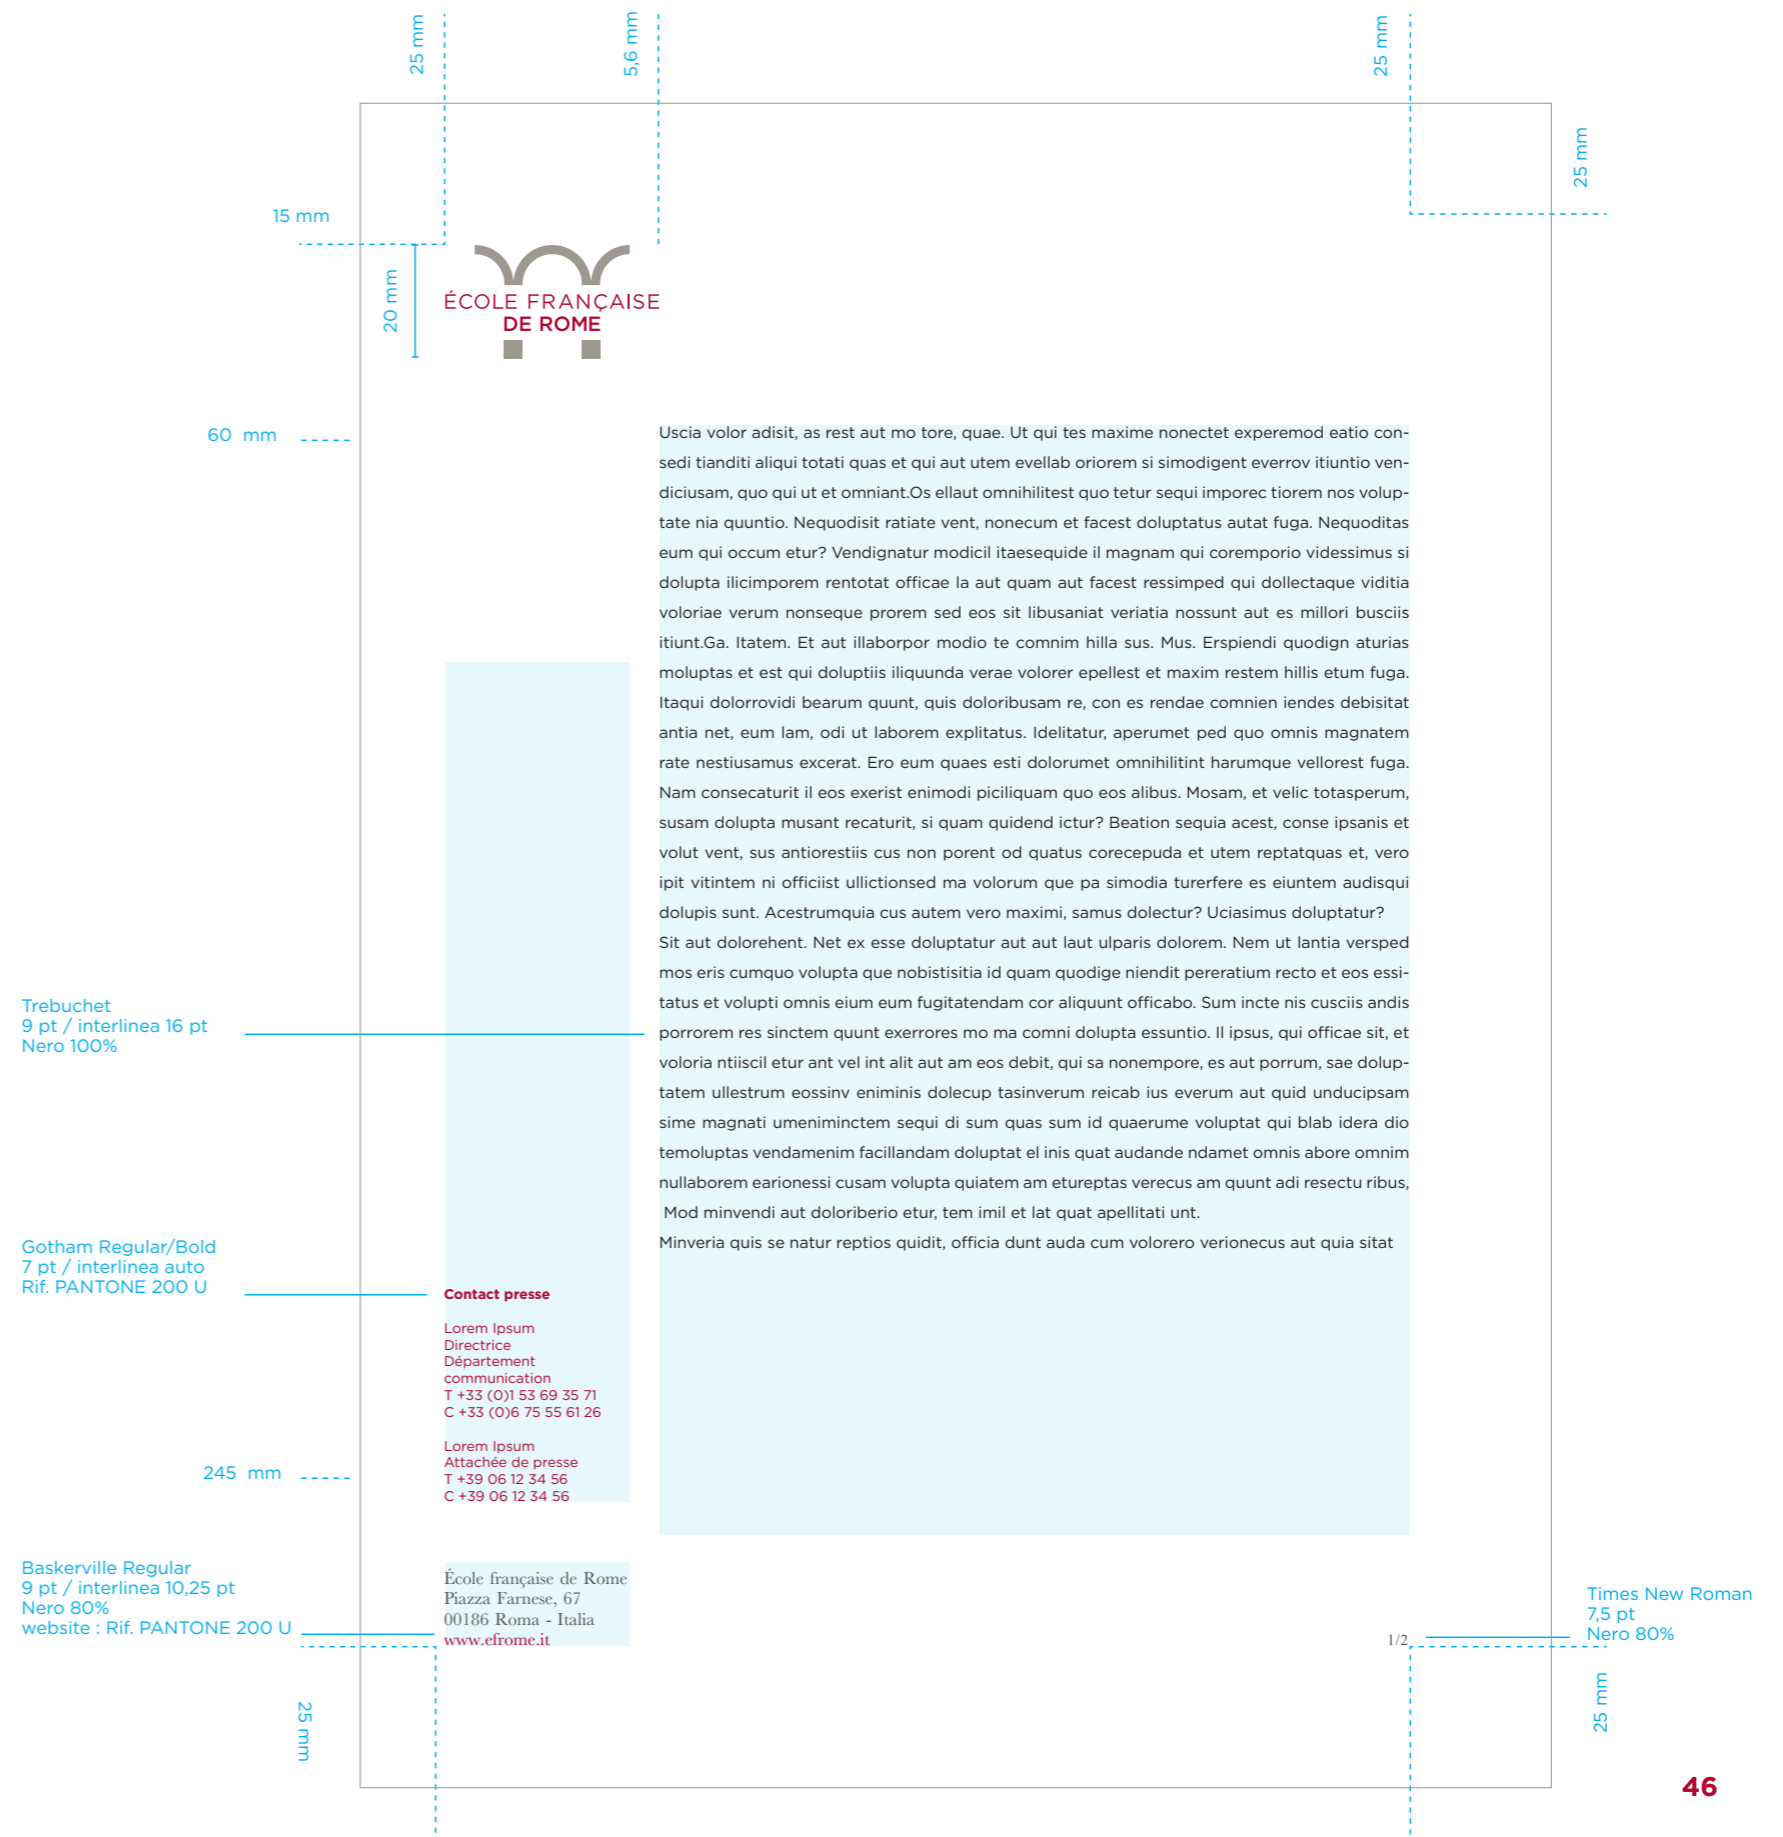 25 mm
5,6 mm
25 mm
25 mm
15 mm
20 mm
ÉCOLE FRANÇAISE
DE ROME
60 mm
Uscia volor adisit, as rest aut mo tore, quae. Ut qui tes maxime nonectet experemod eatio con-
sedi tianditi aliqui totati quas et qui aut utem evellab oriorem si simodigent everrov itiuntio ven-
diciusam, quo qui ut et omniant.Os ellaut omnihilitest quo tetur sequi imporec tiorem nos volup-
tate nia quuntio. Nequodisit ratiate vent, nonecum et facest doluptatus autat fuga. Nequoditas
eum qui occum etur? Vendignatur modicil itaesequide il magnam qui coremporio videssimus si
dolupta ilicimporem rentotat officae la aut quam aut facest ressimped qui dollectaque viditia
voloriae verum nonseque prorem sed eos sit libusaniat veriatia nossunt aut es millori busciis
itiunt.Ga. Itatem. Et aut illaborpor modio te comnim hilla sus. Mus. Erspiendi quodign aturias
moluptas et est qui doluptiis iliquunda verae volorer epellest et maxim restem hillis etum fuga.
Itaqui dolorrovidi bearum quunt, quis doloribusam re, con es rendae comnien iendes debisitat
antia net, eum lam, odi ut laborem explitatus. Idelitatur, aperumet ped quo omnis magnatem
rate nestiusamus excerat. Ero eum quaes esti dolorumet omnihilitint harumque vellorest fuga.
Nam consecaturit il eos exerist enimodi piciliquam quo eos alibus. Mosam, et velic totasperum,
susam dolupta musant recaturit, si quam quidend ictur? Beation sequia acest, conse ipsanis et
volut vent, sus antiorestiis cus non porent od quatus corecepuda et utem reptatquas et, vero
ipit vitintem ni officiist ullictionsed ma volorum que pa simodia turerfere es eiuntem audisqui
dolupis sunt. Acestrumquia cus autem vero maximi, samus dolectur? Uciasimus doluptatur?
Sit aut dolorehent. Net ex esse doluptatur aut aut laut ulparis dolorem. Nem ut lantia versped
mos eris cumquo volupta que nobistisitia id quam quodige niendit pereratium recto et eos essi-
tatus et volupti omnis eium eum fugitatendam cor aliquunt officabo. Sum incte nis cusciis andis
porrorem res sinctem quunt exerrores mo ma comni dolupta essuntio. Il ipsus, qui officae sit, et
voloria ntiiscil etur ant vel int alit aut am eos debit, qui sa nonempore, es aut porrum, sae dolup-
tatem ullestrum eossinv eniminis dolecup tasinverum reicab ius everum aut quid unducipsam
sime magnati umeniminctem sequi di sum quas sum id quaerume voluptat qui blab idera dio
temoluptas vendamenim facillandam doluptat el inis quat audande ndamet omnis abore omnim
nullaborem earionessi cusam volupta quiatem am etureptas verecus am quunt adi resectu ribus,
Mod minvendi aut doloriberio etur, tem imil et lat quat apellitati unt.
Minveria quis se natur reptios quidit, officia dunt auda cum volorero verionecus aut quia sitat
Trebuchet
9 pt / interlinea 16 pt
Nero 100%
Gotham Regular/Bold
7 pt / interlinea auto
Rif. PANTONE 200 U
Contact presse
Lorem Ipsum
Directrice
Département
communication
T +33 (0)1 53 69 35 71
C +33 (0)6 75 55 61 26
Lorem Ipsum
Attachée de presse
T +39 06 12 34 56
C +39 06 12 34 56
245 mm
Baskerville Regular
9 pt / interlinea 10,25 pt
Nero 80%
website : Rif. PANTONE 200 U
École française de Rome
Piazza Farnese, 67
00186 Roma - Italia
www.efrome.it
1/2
Times New Roman
7,5 pt
Nero 80%
25 mm
25 mm
46